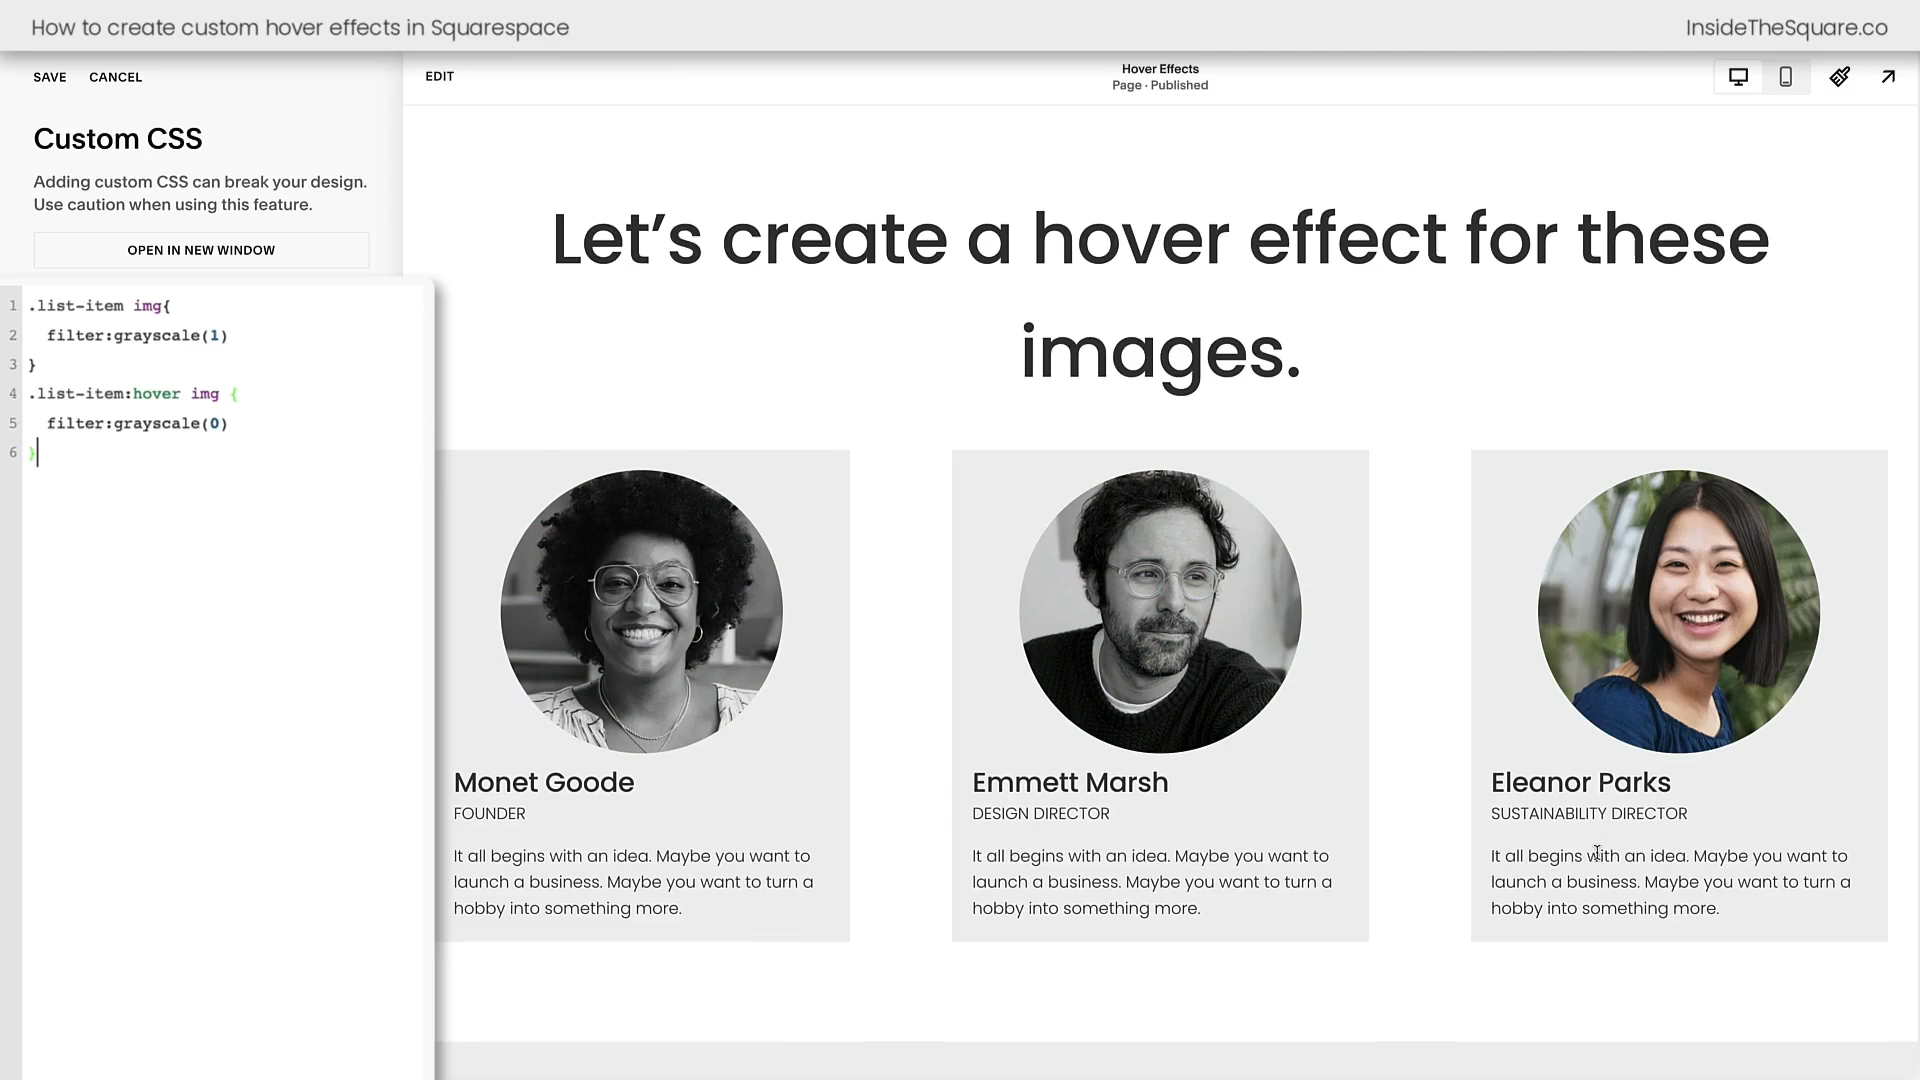 How to create custom hover effects in Squarespace
InsideTheSquare.co
SAVE CANCEL
EDIT
Hover Effects
Page · Published
Custom CSS
Adding custom CSS can break your design.
Use caution when using this feature.
OPEN IN NEW WINDOW
1 .list-item img{
2 filter:grayscale(1)
3 }
4 .list-item:hover img {
5 filter:grayscale(0)
6 }
Let’s create a hover effect for these
images.
Monet Goode
FOUNDER
It all begins with an idea. Maybe you want to
launch a business. Maybe you want to turn a
hobby into something more.
Emmett Marsh
DESIGN DIRECTOR
It all begins with an idea. Maybe you want to
launch a business. Maybe you want to turn a
hobby into something more.
Eleanor Parks
SUSTAINABILITY DIRECTOR
It all begins with an idea. Maybe you want to
launch a business. Maybe you want to turn a
hobby into something more.